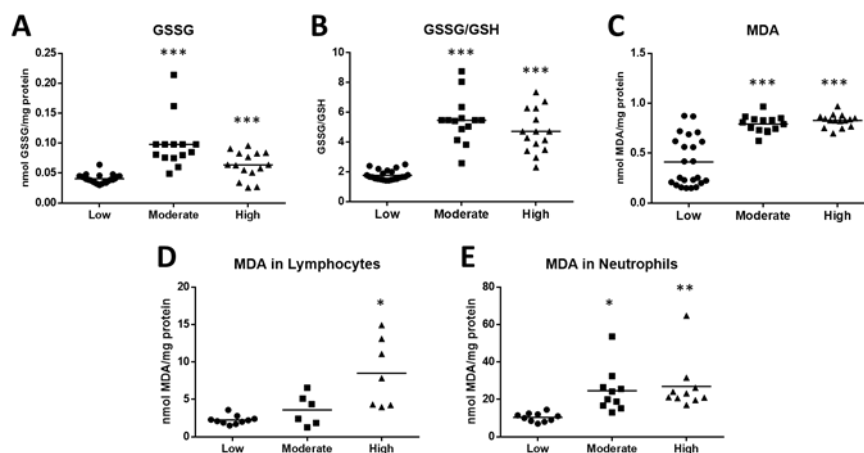 A
GSSG
nmol GSSG/mg protein
0.25
0.20
0.15
0.10
0.05
0.00
***
***
Low
Moderate
High
B
GSSG/GSH
GSSG/GSH
10
8
6
4
2
0
***
***
Low
Moderate
High
C
MDA
nmol MDA/mg protein
1.5
1.0
0.5
0.0
***
***
Low
Moderate
High
D
MDA in Lymphocytes
nmol MDA/mg protein
20
15
10
5
0
*
Low
Moderate
High
E
MDA in Neutrophils
nmol MDA/mg protein
80
60
40
20
0
*
**
Low
Moderate
High